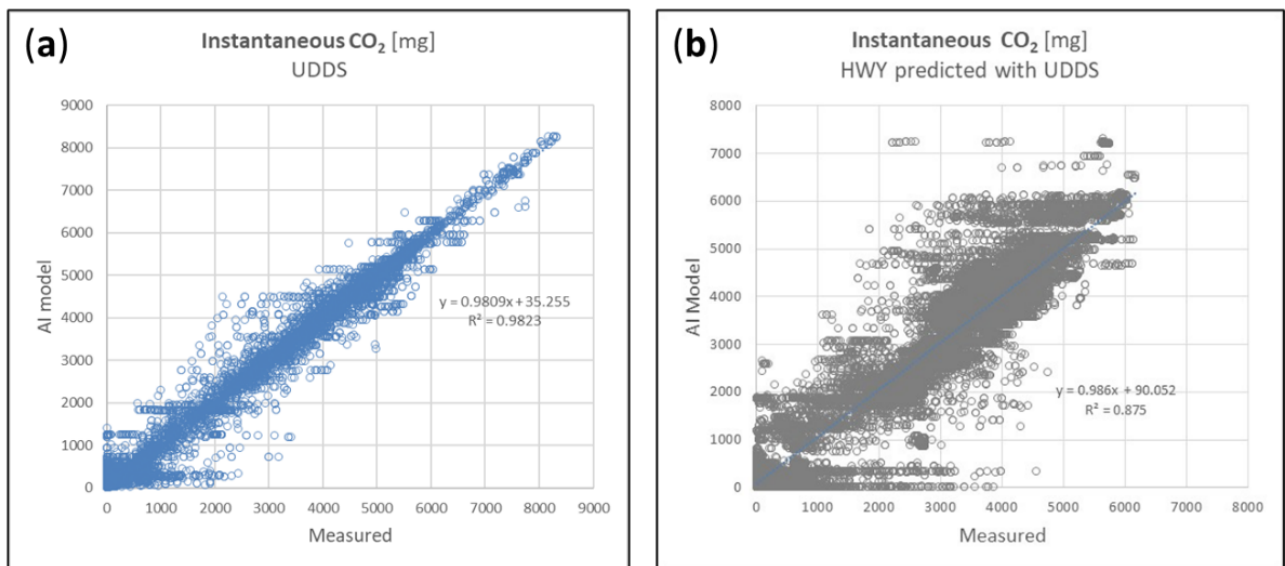 (a)
Instantaneous CO₂ [mg]
UDDS
9000
8000
7000
6000
5000
4000
3000
2000
1000
0
AI model
y = 0.9809x + 35.255
R² = 0.9823
0 1000 2000 3000 4000 5000 6000 7000 8000 9000
Measured
(b)
Instantaneous CO₂ [mg]
HWY predicted with UDDS
8000
7000
6000
5000
4000
3000
2000
1000
0
AI Model
y = 0.986x + 90.052
R² = 0.875
0 1000 2000 3000 4000 5000 6000 7000 8000
Measured